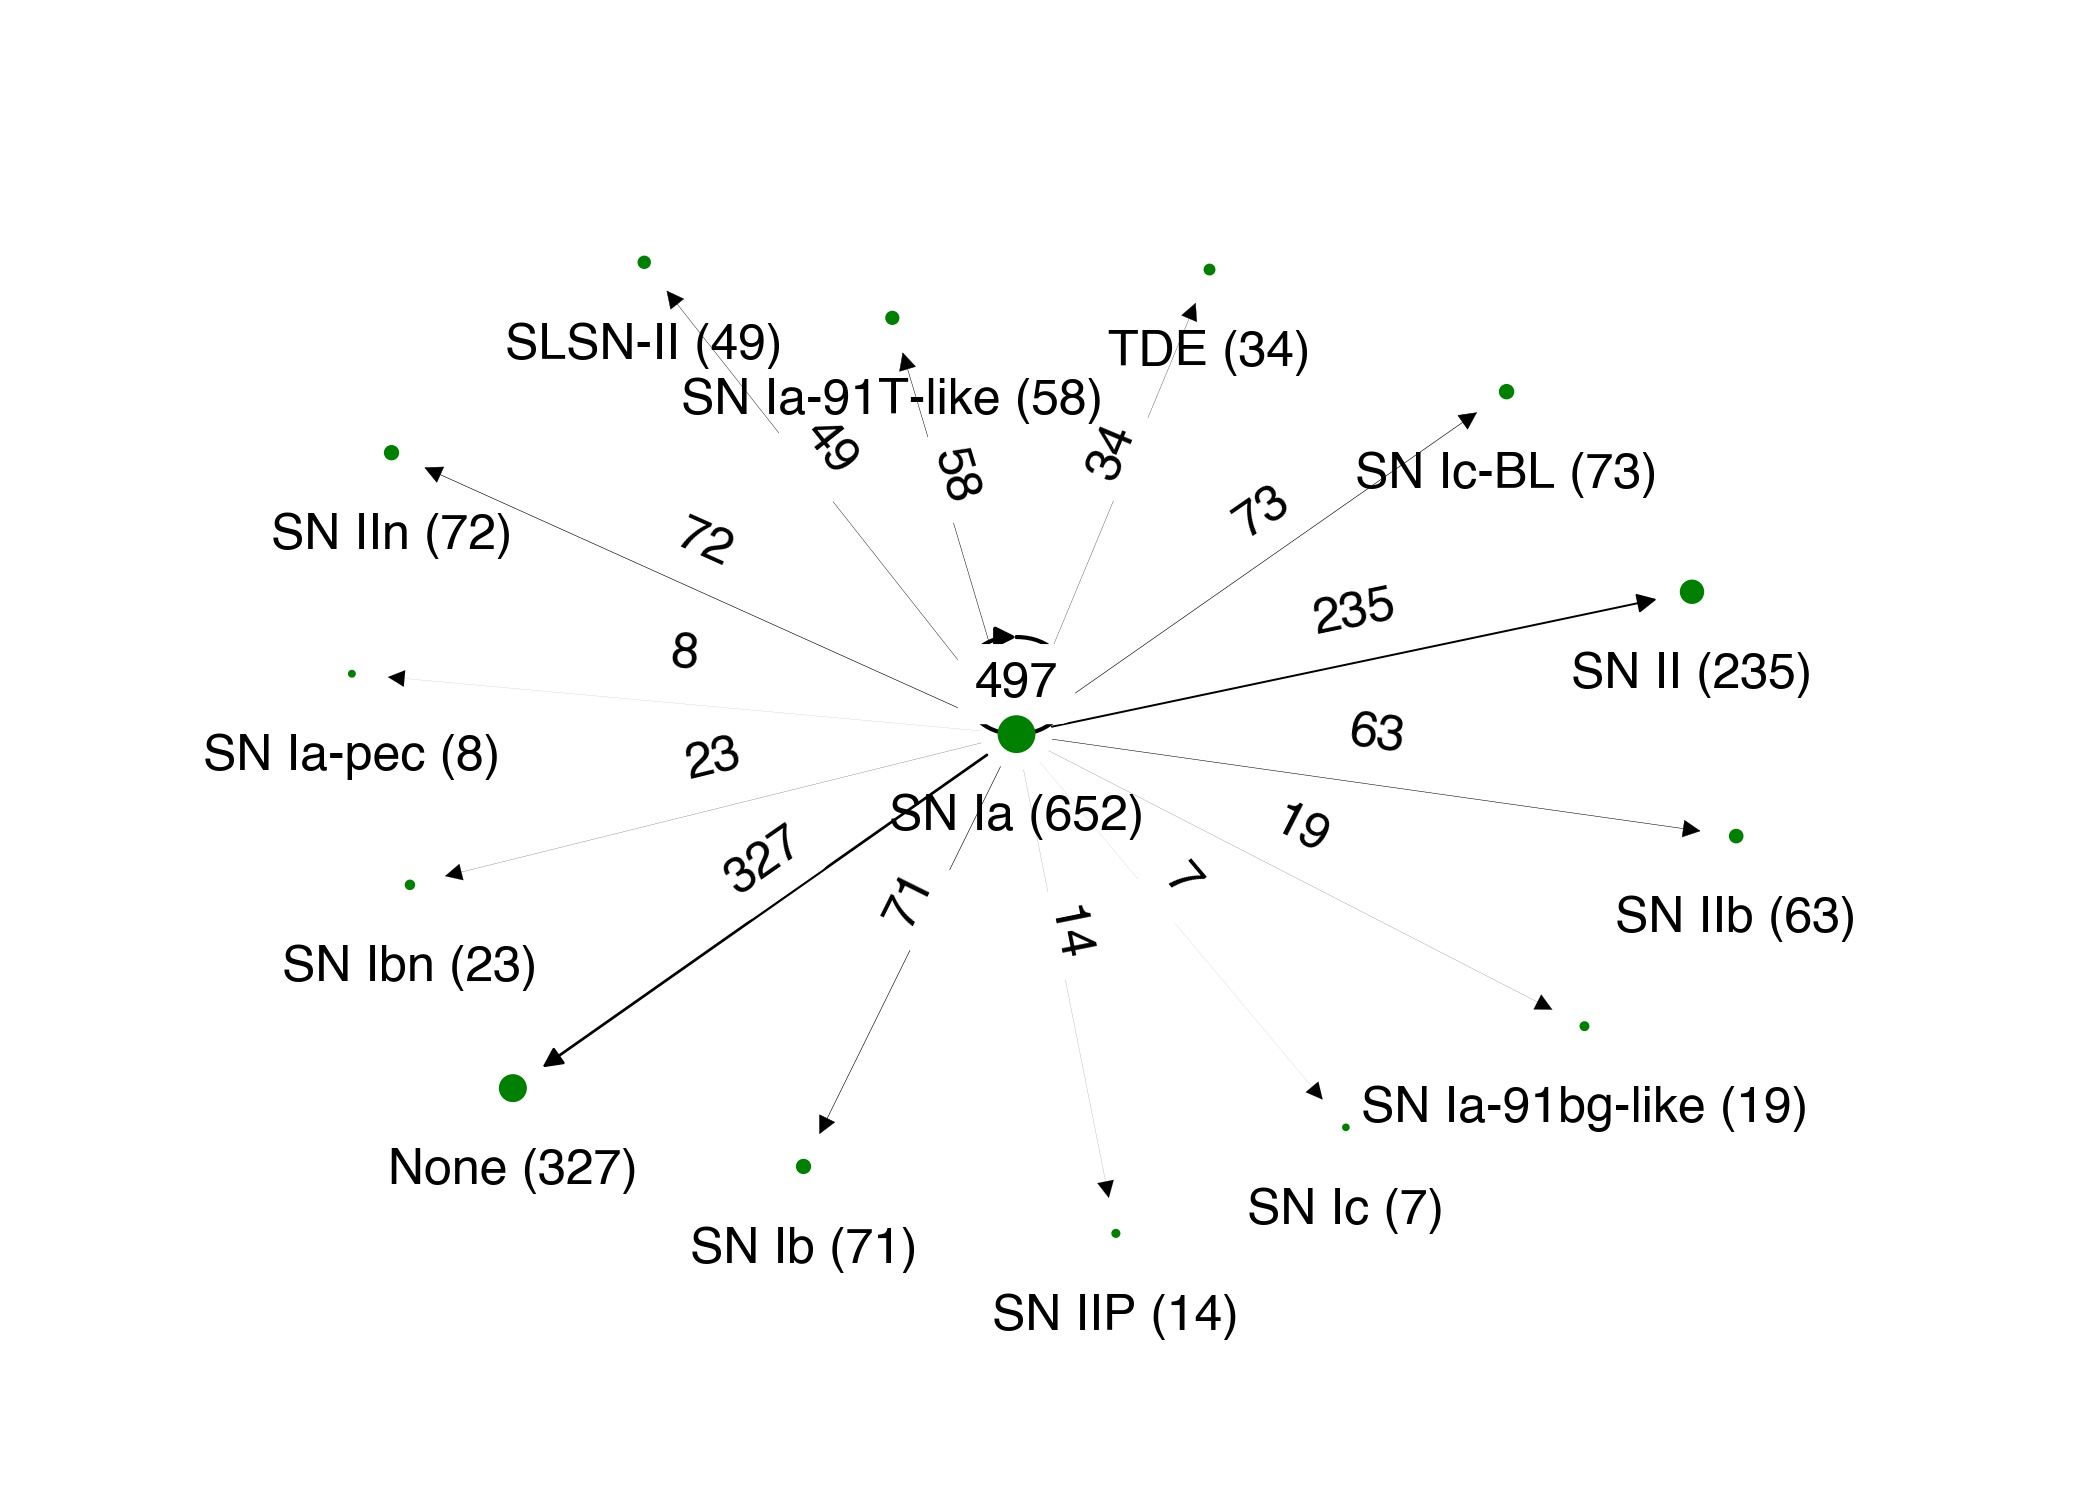 SLSN-II (49)
TDE (34)
SN Ia-91T-like (58)
49
58
34
SN Ic-BL (73)
73
SN IIn (72)
72
235
8
497
SN II (235)
63
SN Ia-pec (8)
23
SN Ia (652)
19
327
7
71
14
SN IIb (63)
SN Ibn (23)
SN Ia-91bg-like (19)
None (327)
SN Ic (7)
SN Ib (71)
SN IIP (14)